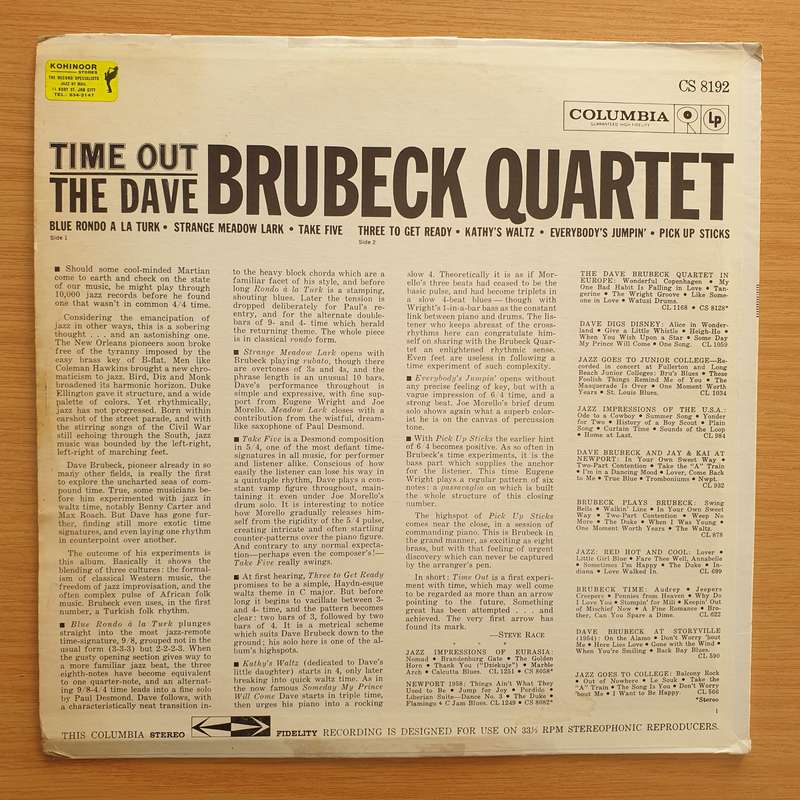 KOHINOOR
STORES
THE RECORD SPECIALISTS
JAZZ BY MAIL
11 KORT ST. JHB CITY
TEL.: 834-2147
CS 8192
COLUMBIA
GUARANTEED HIGH FIDELITY
Lp
TIME OUT
THE DAVE BRUBECK QUARTET
BLUE RONDO A LA TURK • STRANGE MEADOW LARK • TAKE FIVE THREE TO GET READY • KATHY'S WALTZ • EVERYBODY'S JUMPIN' • PICK UP STICKS
Side 1 Side 2
■ Should some cool-minded Martian
come to earth and check on the state
of our music, he might play through
10,000 jazz records before he found
one that wasn't in common 4/4 time.
Considering the emancipation of
jazz in other ways, this is a sobering
thought . . . and an astonishing one.
The New Orleans pioneers soon broke
free of the tyranny imposed by the
easy brass key of B-flat. Men like
Coleman Hawkins brought a new chro-
maticism to jazz. Bird, Diz and Monk
broadened its harmonic horizon. Duke
Ellington gave it structure, and a wide
palette of colors. Yet rhythmically,
jazz has not progressed. Born within
earshot of the street parade, and with
the stirring songs of the Civil War
still echoing through the South, jazz
music was bounded by the left-right,
left-right of marching feet.
Dave Brubeck, pioneer already in so
many other fields, is really the first
to explore the uncharted seas of com-
pound time. True, some musicians be-
fore him experimented with jazz in
waltz time, notably Benny Carter and
Max Roach. But Dave has gone fur-
ther, finding still more exotic time
signatures, and even laying one rhythm
in counterpoint over another.
The outcome of his experiments is
this album. Basically it shows the
blending of three cultures: the formal-
ism of classical Western music, the
freedom of jazz improvisation, and the
often complex pulse of African folk
music. Brubeck even uses, in the first
number, a Turkish folk rhythm.
■ Blue Rondo à la Turk plunges
straight into the most jazz-remote
time-signature, 9/8, grouped not in the
usual form (3-3-3) but 2-2-2-3. When
the gusty opening section gives way to
a more familiar jazz beat, the three
eighth-notes have become equivalent
to one quarter-note, and an alternat-
ing 9/8-4/4 time leads into a fine solo
by Paul Desmond. Dave follows, with
a characteristically neat transition in-
to the heavy block chords which are a
familiar facet of his style, and before
long Rondo à la Turk is a stamping,
shouting blues. Later the tension is
dropped deliberately for Paul's re-
entry, and for the alternate double-
bars of 9- and 4- time which herald
the returning theme. The whole piece
is in classical rondo form.
■ Strange Meadow Lark opens with
Brubeck playing rubato, though there
are overtones of 3s and 4s, and the
phrase length is an unusual 10 bars.
Dave's performance throughout is
simple and expressive, with fine sup-
port from Eugene Wright and Joe
Morello. Meadow Lark closes with a
contribution from the wistful, dream-
like saxophone of Paul Desmond.
■ Take Five is a Desmond composition
in 5/4, one of the most defiant time-
signatures in all music, for performer
and listener alike. Conscious of how
easily the listener can lose his way in
a quintuple rhythm, Dave plays a con-
stant vamp figure throughout, main-
taining it even under Joe Morello's
drum solo. It is interesting to notice
how Morello gradually releases him-
self from the rigidity of the 5/4 pulse,
creating intricate and often startling
counter-patterns over the piano figure.
And contrary to any normal expecta-
tion—perhaps even the composer's!—
Take Five really swings.
■ At first hearing, Three to Get Ready
promises to be a simple, Haydn-esque
waltz theme in C major. But before
long it begins to vacillate between 3-
and 4- time, and the pattern becomes
clear: two bars of 3, followed by two
bars of 4. It is a metrical scheme
which suits Dave Brubeck down to the
ground; his solo here is one of the al-
bum's highspots.
■ Kathy's Waltz (dedicated to Dave's
little daughter) starts in 4, only later
breaking into quick waltz time. As in
the now famous Someday My Prince
Will Come Dave starts in triple time,
then urges his piano into a rocking
slow 4. Theoretically it is as if Mor-
ello's three beats had ceased to be the
basic pulse, and had become triplets in
a slow 4-beat blues — though with
Wright's 1-in-a-bar bass as the constant
link between piano and drums. The lis-
tener who keeps abreast of the cross-
rhythms here can congratulate him-
self on sharing with the Brubeck Quar-
tet an enlightened rhythmic sense.
Even feet are useful in following a
time experiment of such complexity.
■ Everybody's Jumpin' opens without
any precise feeling of key, but with a
vague impression of 6/4 time, and a
strong beat. Joe Morello's brief drum
solo shows again what a superb color-
ist he is on the canvas of percussion
tone.
■ With Pick Up Sticks the earlier hint
of 6/4 becomes positive. As so often in
Brubeck's time experiments, it is the
bass part which supplies the anchor
for the listener. This time Eugene
Wright plays a regular pattern of six
notes: a passecaglia on which is built
the whole structure of this closing
number.
The highspot of Pick Up Sticks
comes near the close, in a session of
commanding piano. This is Brubeck in
the grand manner, as exciting as eight
brass, but with that feeling of urgent
discovery which can never be captured
by the arranger's pen.
In short: Time Out is a first experi-
ment with time, which may well come
to be regarded as more than an arrow
pointing to the future. Something
great has been attempted . . . . and
achieved. The very first arrow has
found its mark.
—STEVE RACE
JAZZ IMPRESSIONS OF EURASIA:
Nomad • Brandenburg Gate • The Golden
Horn • Thank You ("Dziekuje") • Marble
Arch • Calcutta Blues. CL 1251 • CS 8058*
NEWPORT 1958: Things Ain't What They
Used to Be • Jump for Joy • Perdido •
Liberian Suite—Dance No. 3 • The Duke •
Flamingo • C Jam Blues. CL 1249 • CS 8082*
THE DAVE BRUBECK QUARTET IN
EUROPE: Wonderful Copenhagen • My
One Bad Habit Is Falling in Love • Tan-
gerine • The Wright Groove • Like Some-
one in Love • Watusi Drums.
CL 1168 • CS 8128*
DAVE DIGS DISNEY: Alice in Wonder-
land • Give a Little Whistle • Heigh-Ho •
When You Wish Upon a Star • Some Day
My Prince Will Come • One Song. CL 1059
JAZZ GOES TO JUNIOR COLLEGE—Re-
corded in concert at Fullerton and Long
Beach Junior Colleges: Bru's Blues • These
Foolish Things Remind Me of You • The
Masquerade Is Over • One Moment Worth
Years • St. Louis Blues. CL 1034
JAZZ IMPRESSIONS OF THE U.S.A.:
Ode to a Cowboy • Summer Song • Yonder
for Two • History of a Boy Scout • Plain
Song • Curtain Time • Sounds of the Loop
• Home at Last. CL 984
DAVE BRUBECK AND JAY & KAI AT
NEWPORT: In Your Own Sweet Way •
Two-Part Contention • Take the "A" Train
• I'm in a Dancing Mood • Lover, Come Back
to Me • True Blue • Tromboniums • Nwpt.
CL 932
BRUBECK PLAYS BRUBECK: Swing
Bells • Walkin' Line • In Your Own Sweet
Way • Two-Part Contention • Weep No
More • The Duke • When I Was Young •
One Moment Worth Years • The Waltz.
CL 878
JAZZ: RED HOT AND COOL: Lover •
Little Girl Blue • Fare Thee Well, Annabelle
• Sometimes I'm Happy • The Duke • In-
diana • Love Walked In. CL 699
BRUBECK TIME: Audrey • Jeepers
Creepers • Pennies from Heaven • Why Do
I Love You • Stompin' for Mili • Keepin' Out
of Mischief Now • A Fine Romance • Bro-
ther, Can You Spare a Dime. CL 622
DAVE BRUBECK AT STORYVILLE
(1954): On the Alamo • Don't Worry 'bout
Me • Here Lies Love • Gone with the Wind •
When You're Smiling • Back Bay Blues.
CL 590
JAZZ GOES TO COLLEGE: Balcony Rock
• Out of Nowhere • Le Souk • Take the
"A" Train • The Song Is You • Don't Worry
'bout Me • I Want to Be Happy. CL 566
*Stereo
1
THIS COLUMBIA STEREO FIDELITY RECORDING IS DESIGNED FOR USE ON 33⅓ RPM STEREOPHONIC REPRODUCERS.